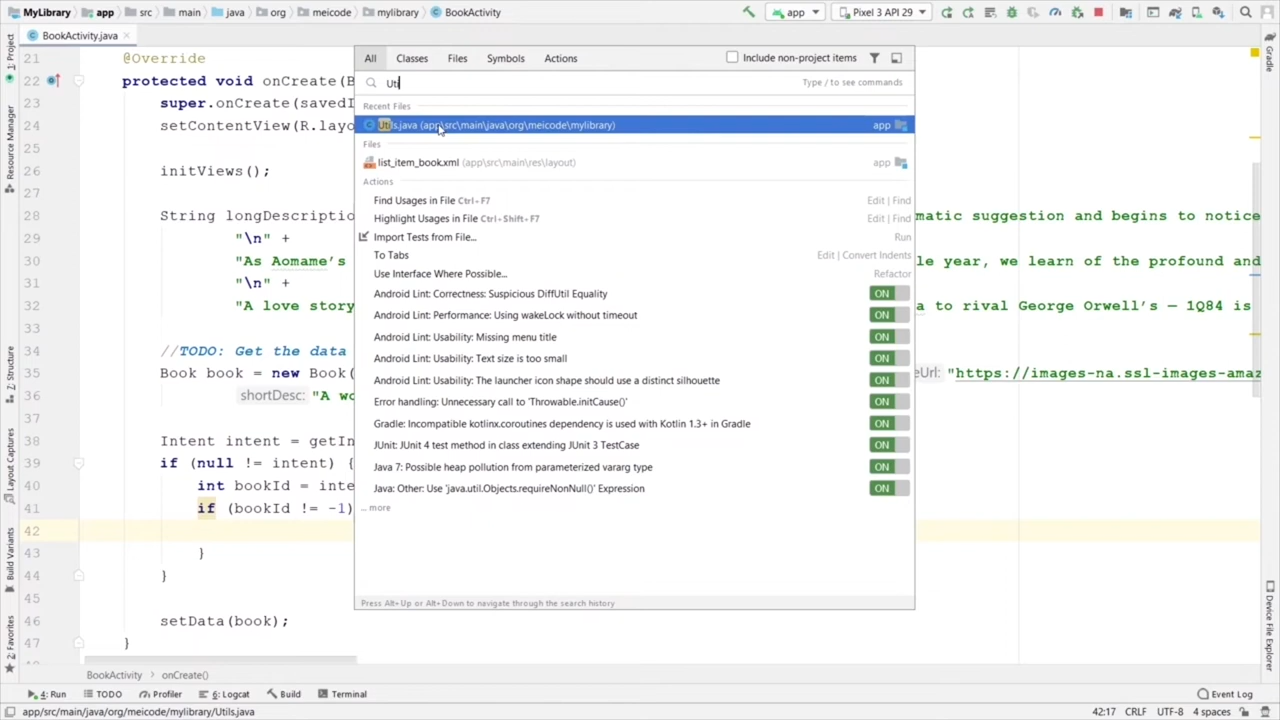 MyLibrary app src main java org meicode mylibrary BookActivity app Pixel 3 API 29
1: Project
Resource Manager
2: Structure
Layout Captures
Build Variants
2: Favorites
BookActivity.java
21 @Override
22 protected void onCreate(B
23 super.onCreate(savedI
24 setContentView(R.layo
25
26 initViews();
27
28 String longDescriptio matic suggestion and begins to notice
29 "\n" +
30 "As Aomame's le year, we learn of the profound and
31 "\n" +
32 "A love story a to rival George Orwell's — 1Q84 is
33
34 //TODO: Get the data
35 Book book = new Book( eUrl: "https://images-na.ssl-images-amaz
36 shortDesc: "A wo
37
38 Intent intent = getIn
39 if (null != intent) {
40 int bookId = inte
41 if (bookId != -1)
42
43 }
44 }
45
46 setData(book);
47 }
All Classes Files Symbols Actions Include non-project items
Uti Type / to see commands
Recent Files
Utils.java (app\src\main\java\org\meicode\mylibrary) app
Files
list_item_book.xml (app\src\main\res\layout) app
Actions
Find Usages in File Ctrl+F7 Edit | Find
Highlight Usages in File Ctrl+Shift+F7 Edit | Find
Import Tests from File... Run
To Tabs Edit | Convert Indents
Use Interface Where Possible... Refactor
Android Lint: Correctness: Suspicious DiffUtil Equality ON
Android Lint: Performance: Using wakeLock without timeout ON
Android Lint: Usability: Missing menu title ON
Android Lint: Usability: Text size is too small ON
Android Lint: Usability: The launcher icon shape should use a distinct silhouette ON
Error handling: Unnecessary call to 'Throwable.initCause()' ON
Gradle: Incompatible kotlinx.coroutines dependency is used with Kotlin 1.3+ in Gradle ON
JUnit: JUnit 4 test method in class extending JUnit 3 TestCase ON
Java 7: Possible heap pollution from parameterized vararg type ON
Java: Other: Use 'java.util.Objects.requireNonNull()' Expression ON
... more
Press Alt+Up or Alt+Down to navigate through the search history
Gradle
Device File Explorer
BookActivity onCreate()
4: Run TODO Profiler 6: Logcat Build Terminal Event Log
app/src/main/java/org/meicode/mylibrary/Utils.java 42:17 CRLF UTF-8 4 spaces